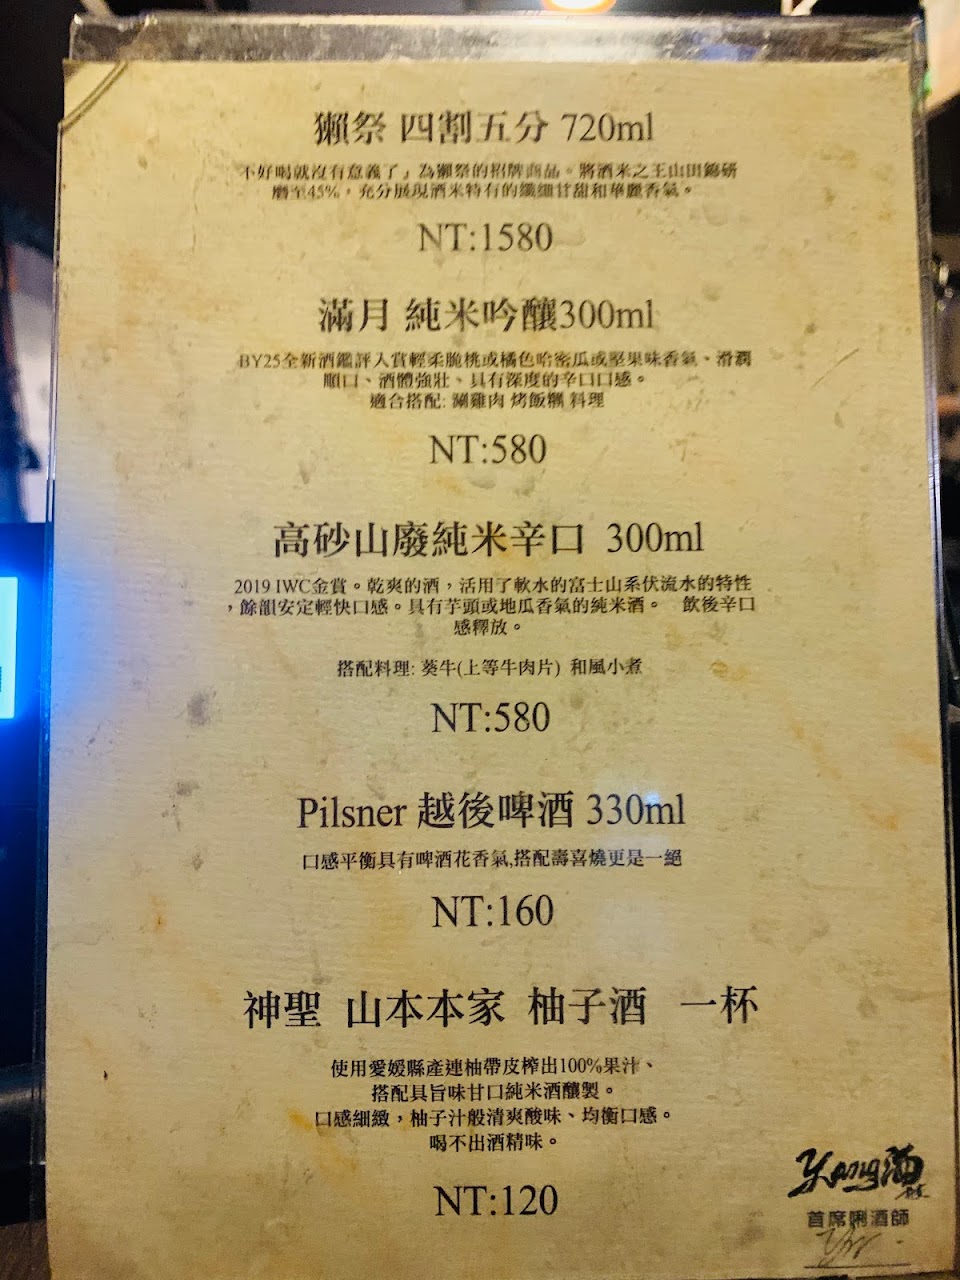 獺祭 四割五分 720ml
不好喝就沒有意義了」為獺祭的招牌商品。將酒米之王山田錦研
磨至45%,充分展現酒米特有的纖細甘甜和華麗香氣。
NT:1580
滿月 純米吟釀300ml
BY25全新酒鑑評入賞輕柔脆桃或橘色哈密瓜或堅果味香氣、滑潤
順口、酒體強壯、具有深度的辛口口感。
適合搭配: 涮雞肉 烤飯糰 料理
NT:580
高砂山廢純米辛口 300ml
2019 IWC金賞。乾爽的酒,活用了軟水的富士山系伏流水的特性
,餘韻安定輕快口感。具有芋頭或地瓜香氣的純米酒。 飲後辛口
感釋放。
搭配料理: 葵牛(上等牛肉片) 和風小煮
NT:580
Pilsner 越後啤酒 330ml
口感平衡具有啤酒花香氣,搭配壽喜燒更是一絕
NT:160
神聖 山本本家 柚子酒 一杯
使用愛媛縣產連柚帶皮榨出100%果汁、
搭配具旨味甘口純米酒釀製。
口感細緻,柚子汁般清爽酸味、均衡口感。
喝不出酒精味。
NT:120
首席唎酒師